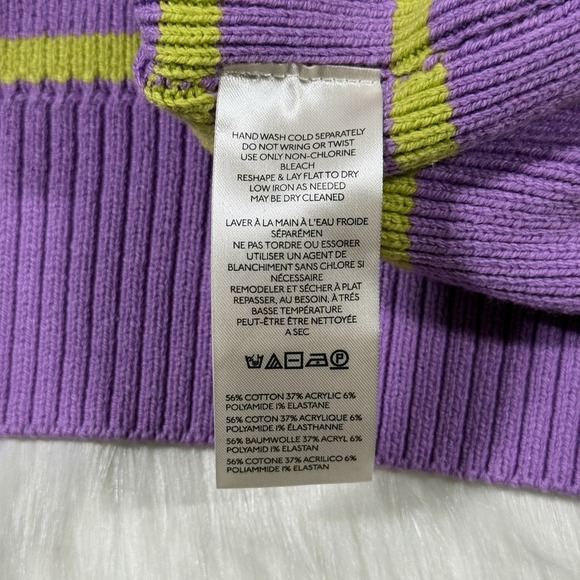 HAND WASH COLD SEPARATELY
DO NOT WRING OR TWIST
USE ONLY NON-CHLORINE
BLEACH
RESHAPE & LAY FLAT TO DRY
LOW IRON AS NEEDED
MAY BE DRY CLEANED
LAVER À LA MAIN À L'EAU FROIDE
SÉPARÉMEN
NE PAS TORDRE OU ESSORER
UTILISER UN AGENT DE
BLANCHIMENT SANS CHLORE SI
NÉCESSAIRE
REMODELER ET SÉCHER À PLAT
REPASSER, AU BESOIN, À TRÉS
BASSE TEMPÉRATURE
PEUT-ÊTRE ÊTRE NETTOYÉE
A SEC
56% COTTON 37% ACRYLIC 6%
POLYAMIDE 1% ELASTANE
56% COTON 37% ACRYLIQUE 6%
POLYAMIDE 1% ÉLASTHANNE
56% BAUMWOLLE 37% ACRYL 6%
POLYAMID 1% ELASTAN
56% COTONE 37% ACRILICO 6%
POLIAMMIDE 1% ELASTAN